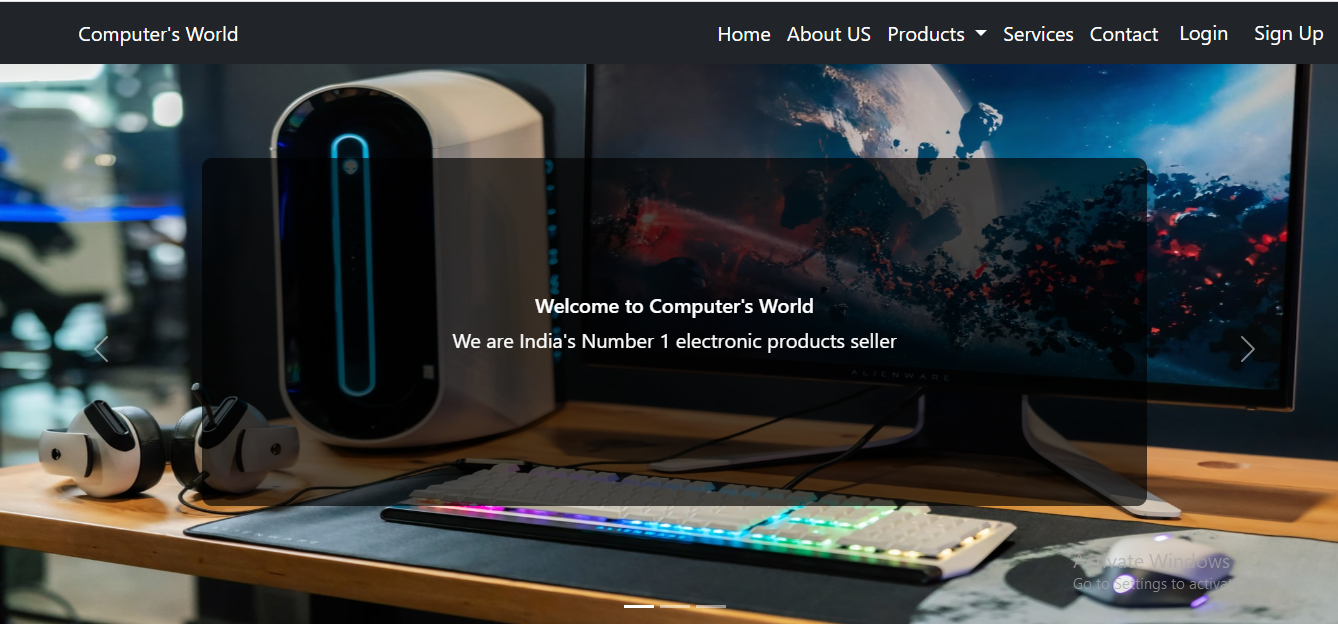 Computer's World
Home About US Products Services Contact Login Sign Up
Welcome to Computer's World
We are India's Number 1 electronic products seller
ALIENWARE
Activate Windows
Go to Settings to activat